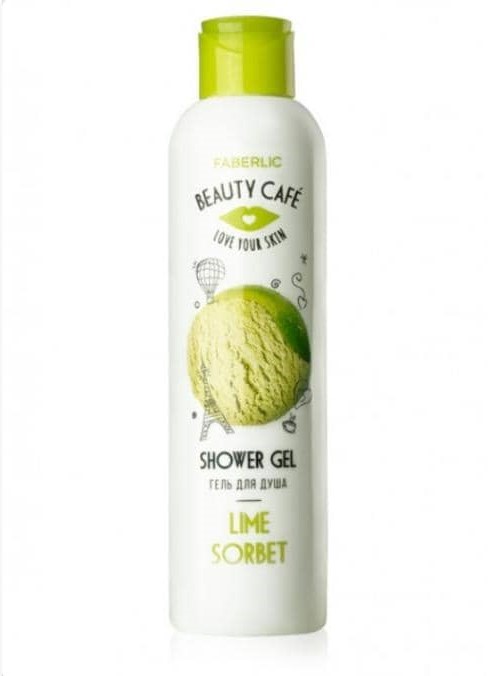 FABERLIC
BEAUTY CAFÉ
LOVE YOUR SKIN
SHOWER GEL
ГЕЛЬ ДЛЯ ДУША
LIME
SORBET